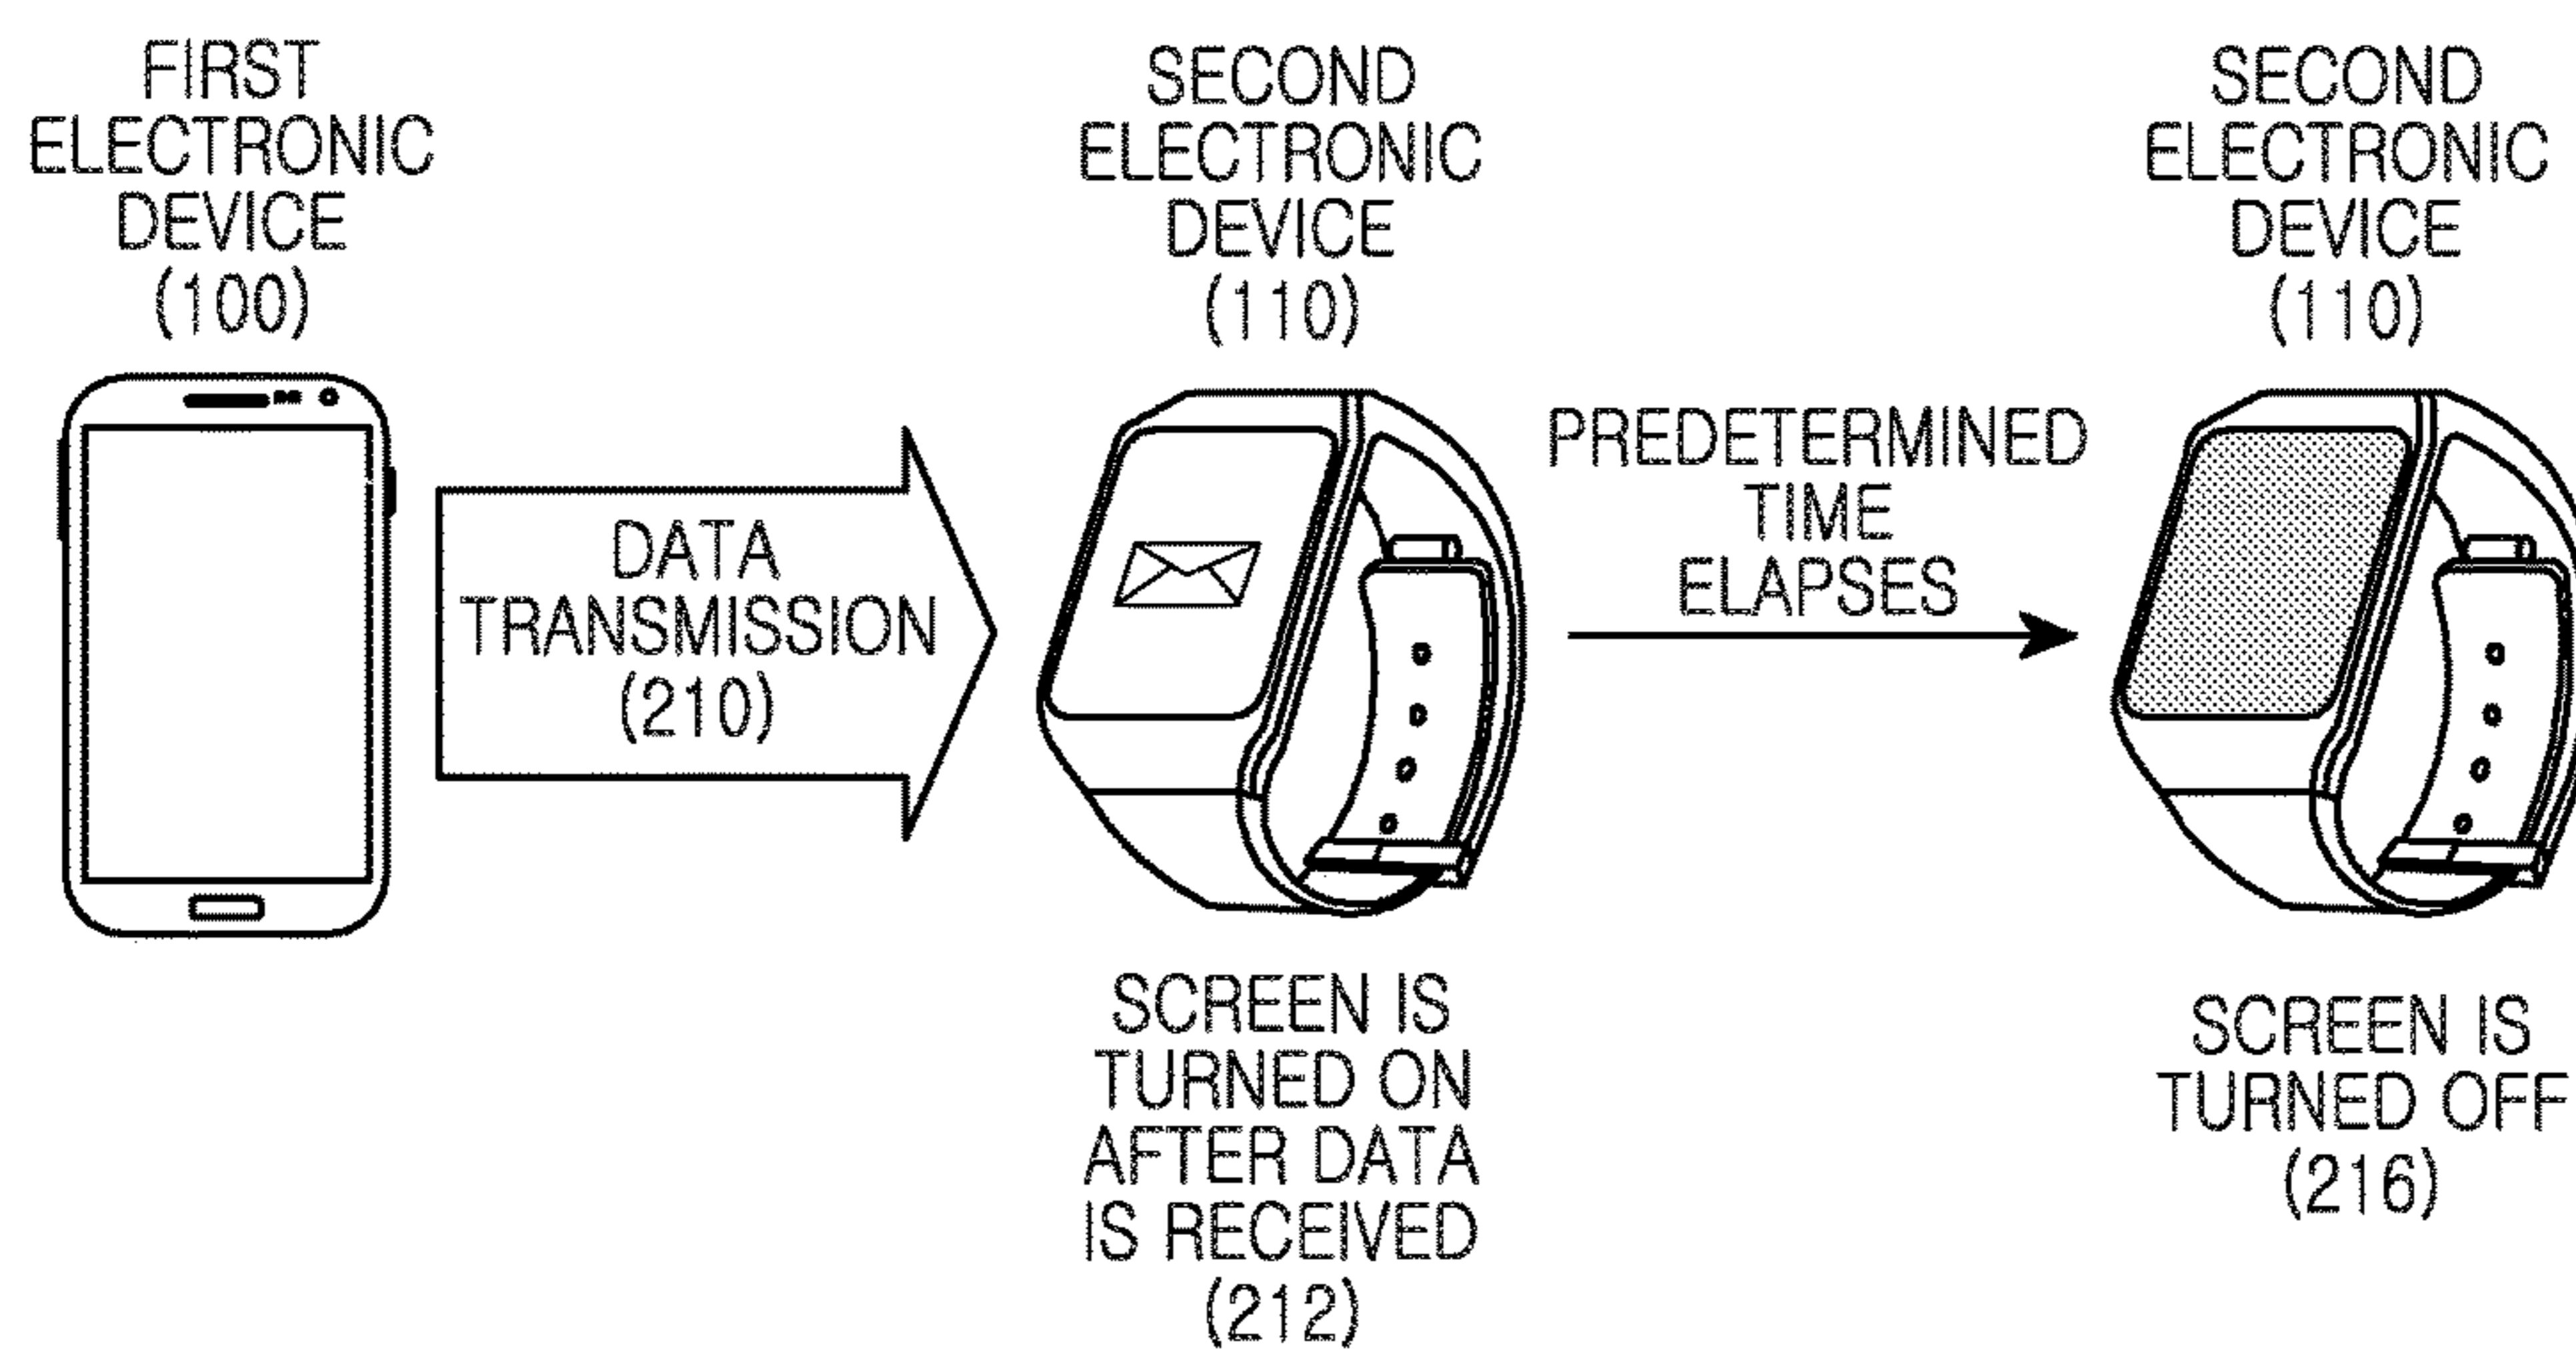 FIRST
ELECTRONIC
DEVICE
(100)
DATA
TRANSMISSION
(210)
SECOND
ELECTRONIC
DEVICE
(110)
SCREEN IS
TURNED ON
AFTER DATA
IS RECEIVED
(212)
PREDETERMINED
TIME
ELAPSES
SECOND
ELECTRONIC
DEVICE
(110)
SCREEN IS
TURNED OFF
(216)